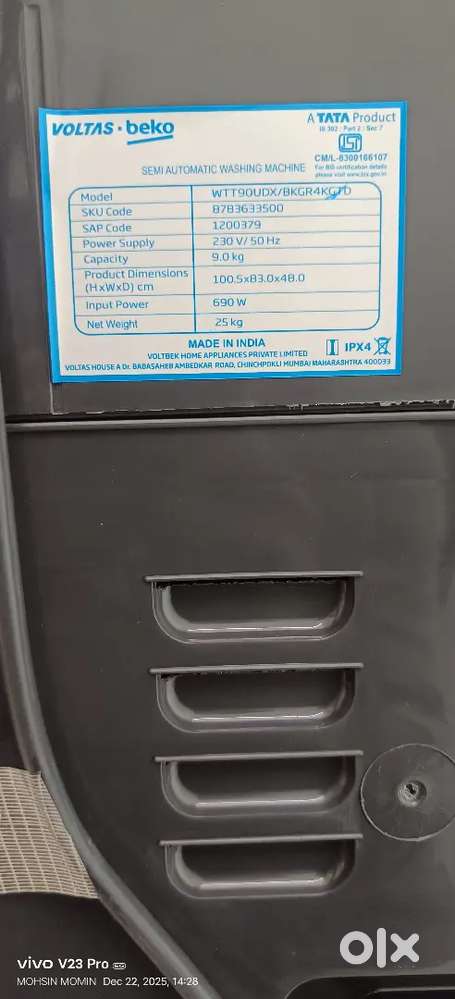 VOLTAS • beko
A TATA Product
IS 302 : Part 2 : Sec 7
ISI
CM/L-8300166107
For BIS certification details
please visit www.bis.gov.in
SEMI AUTOMATIC WASHING MACHINE
Model WTT90UDX/BKGR4KGTD
SKU Code 8783633500
SAP Code 1200379
Power Supply 230 V/ 50 Hz
Capacity 9.0 kg
Product Dimensions (HxWxD) cm 100.5x83.0x48.0
Input Power 690 W
Net Weight 25 kg
MADE IN INDIA
VOLTBEK HOME APPLIANCES PRIVATE LIMITED
IPX4
VOLTAS HOUSE A Dr. BABASAHEB AMBEDKAR ROAD, CHINCHPOKLI MUMBAI MAHARASHTRA 400033
vivo V23 Pro 5G
MOHSIN MOMIN Dec 22, 2025, 14:28
olx